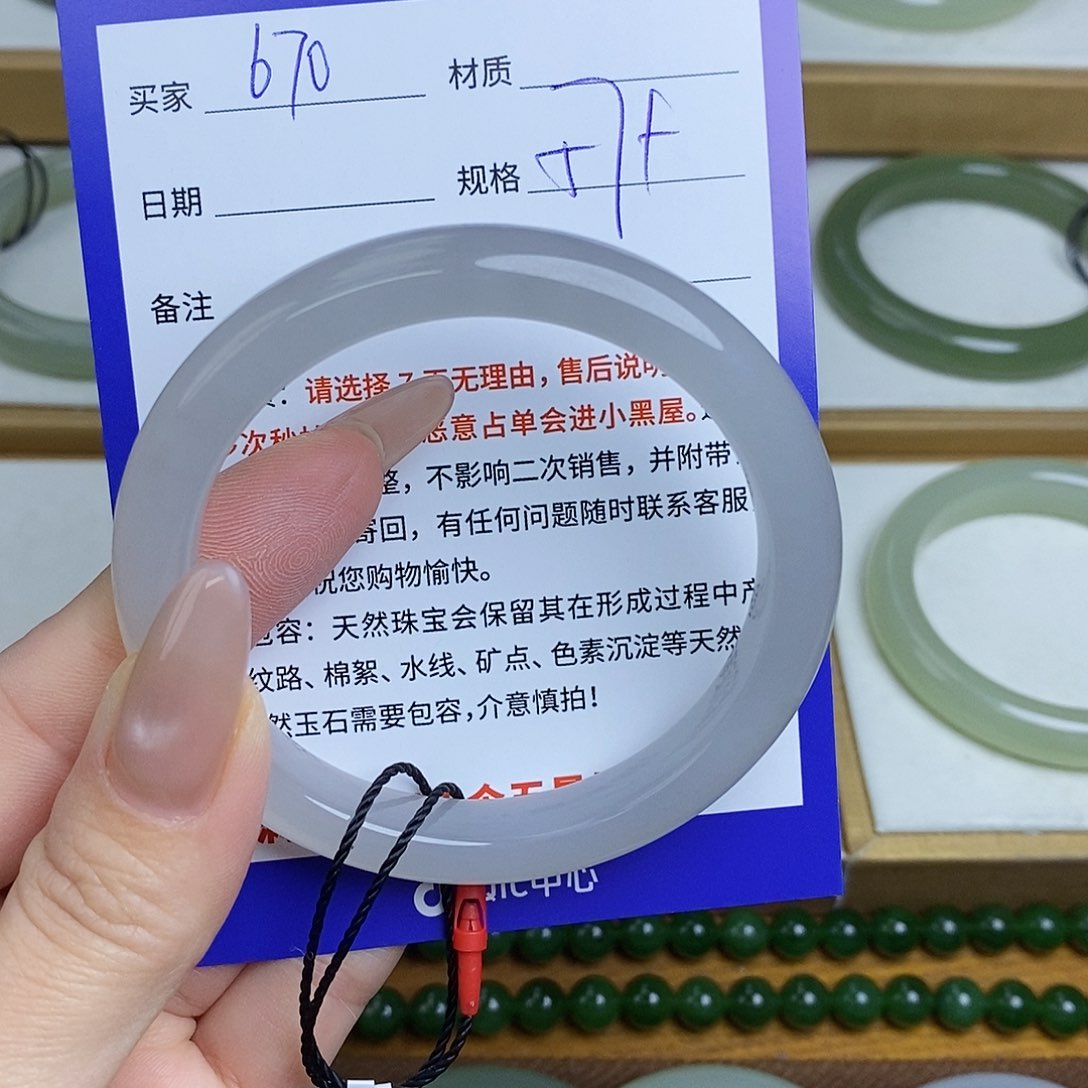 买家 670 材质
日期 规格
备注
：请选择 无理由，售后说明
次秒 恶意占单会进小黑屋。
整，不影响二次销售，并附带
寄回，有任何问题随时联系客服
祝您购物愉快。
包容：天然珠宝会保留其在形成过程中产
纹路、棉絮、水线、矿点、色素沉淀等天然
然玉石需要包容，介意慎拍！
QIC中心